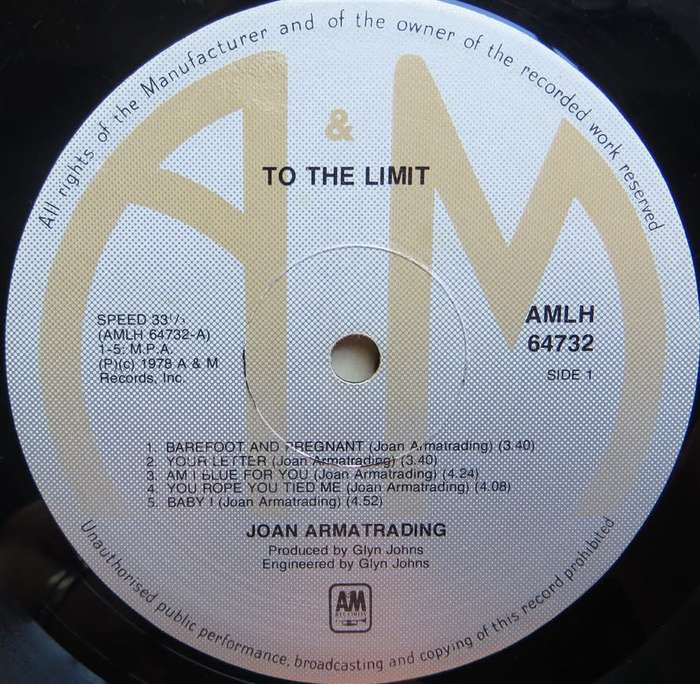 All rights of the Manufacturer and of the owner of the recorded work reserved
A & M
TO THE LIMIT
SPEED 33⅓
(AMLH 64732-A)
1-5: M.P.A.
(P)(c) 1978 A & M
Records, Inc.
AMLH
64732
SIDE 1
1. BAREFOOT AND PREGNANT (Joan Armatrading) (3.40)
2. YOUR LETTER (Joan Armatrading) (3.40)
3. AM I BLUE FOR YOU (Joan Armatrading) (4.24)
4. YOU ROPE YOU TIED ME (Joan Armatrading) (4.08)
5. BABY I (Joan Armatrading) (4.52)
JOAN ARMATRADING
Produced by Glyn Johns
Engineered by Glyn Johns
AM
RECORDS
Unauthorised public performance, broadcasting and copying of this record prohibited